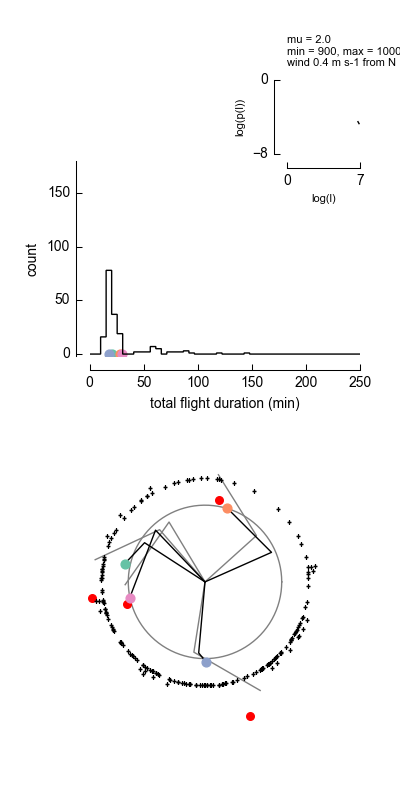 mu = 2.0
min = 900, max = 1000
wind 0.4 m s-1 from N
0
log(p(l))
−8
0
7
log(l)
150
100
count
50
0
0
50
100
150
200
250
total flight duration (min)